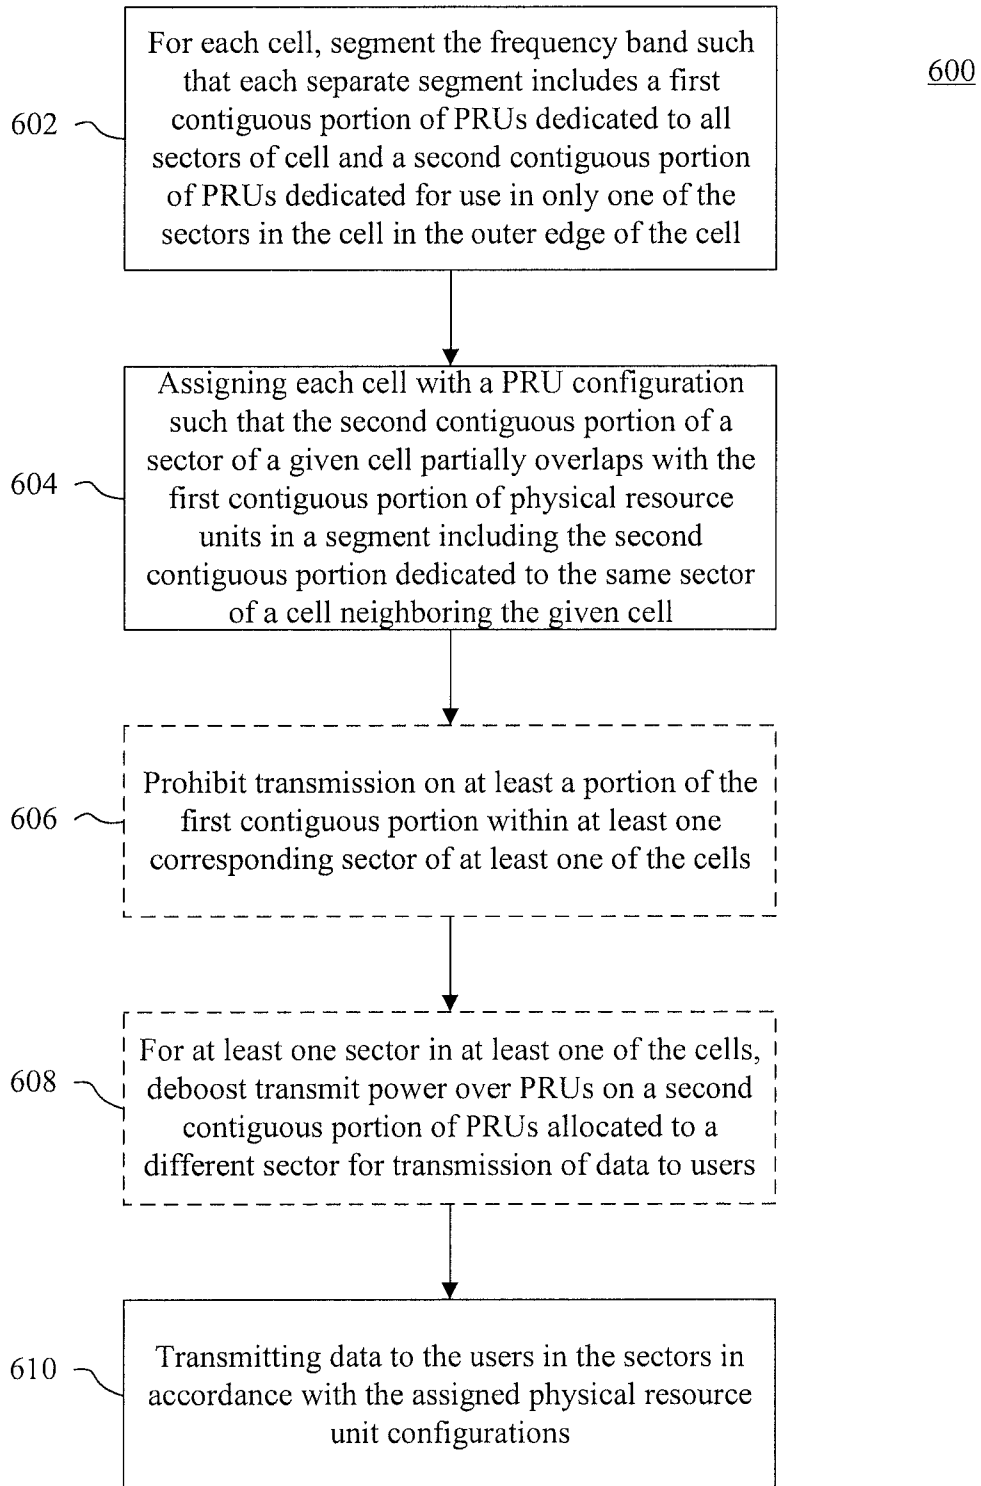 600
602
For each cell, segment the frequency band such
that each separate segment includes a first
contiguous portion of PRUs dedicated to all
sectors of cell and a second contiguous portion
of PRUs dedicated for use in only one of the
sectors in the cell in the outer edge of the cell
604
Assigning each cell with a PRU configuration
such that the second contiguous portion of a
sector of a given cell partially overlaps with the
first contiguous portion of physical resource
units in a segment including the second
contiguous portion dedicated to the same sector
of a cell neighboring the given cell
606
Prohibit transmission on at least a portion of the
first contiguous portion within at least one
corresponding sector of at least one of the cells
608
For at least one sector in at least one of the cells,
deboost transmit power over PRUs on a second
contiguous portion of PRUs allocated to a
different sector for transmission of data to users
610
Transmitting data to the users in the sectors in
accordance with the assigned physical resource
unit configurations